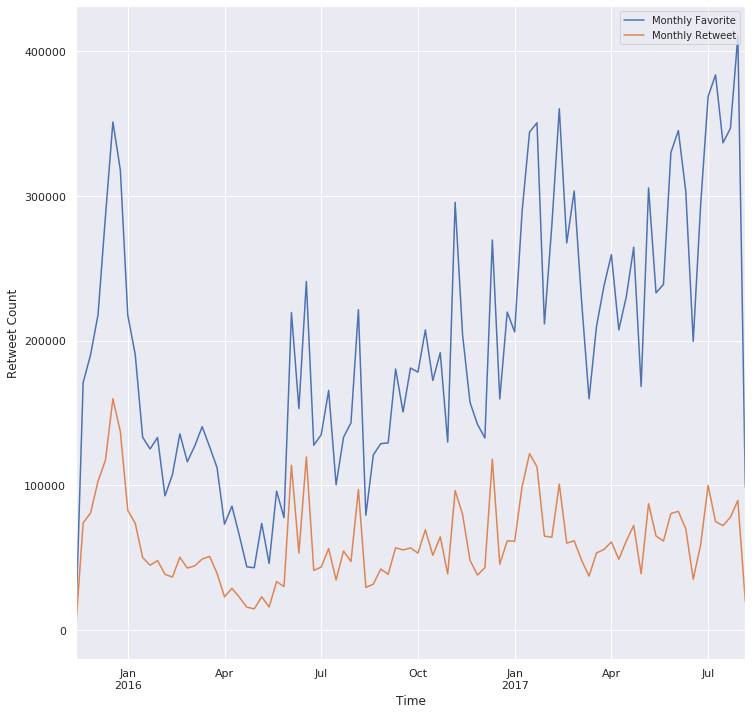 Monthly Favorite
Monthly Retweet
400000
300000
200000
100000
0
Retweet Count
Jan
2016
Apr
Jul
Oct
Jan
2017
Apr
Jul
Time